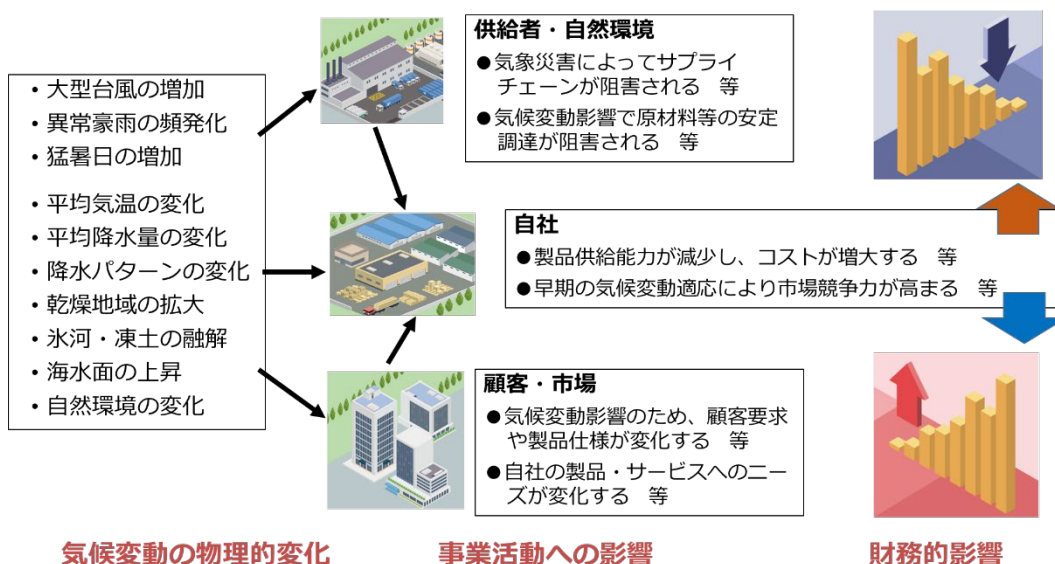 ・大型台風の増加
・異常豪雨の頻発化
・猛暑日の増加
・平均気温の変化
・平均降水量の変化
・降水パターンの変化
・乾燥地域の拡大
・氷河・凍土の融解
・海水面の上昇
・自然環境の変化
供給者・自然環境
●気象災害によってサプライ
チェーンが阻害される　等
●気候変動影響で原材料等の安定
調達が阻害される　等
自社
●製品供給能力が減少し、コストが増大する　等
●早期の気候変動適応により市場競争力が高まる　等
顧客・市場
●気候変動影響のため、顧客要求
や製品仕様が変化する　等
●自社の製品・サービスへのニー
ズが変化する　等
気候変動の物理的変化
事業活動への影響
財務的影響